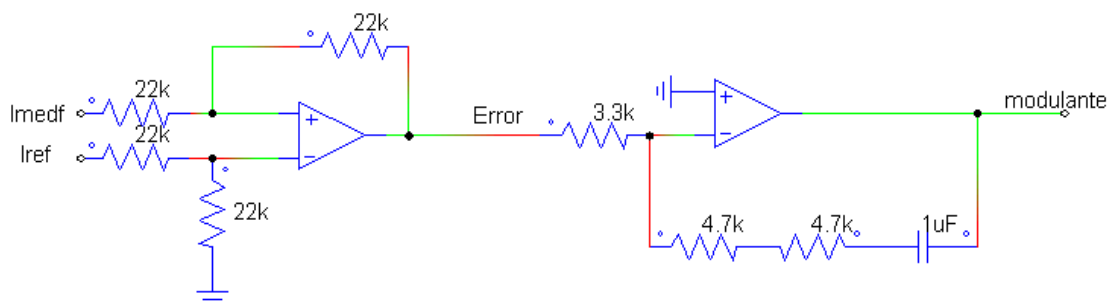 22k
22k
Imedf
22k
Iref
22k
Error
3.3k
modulante
4.7k
4.7k
1uF